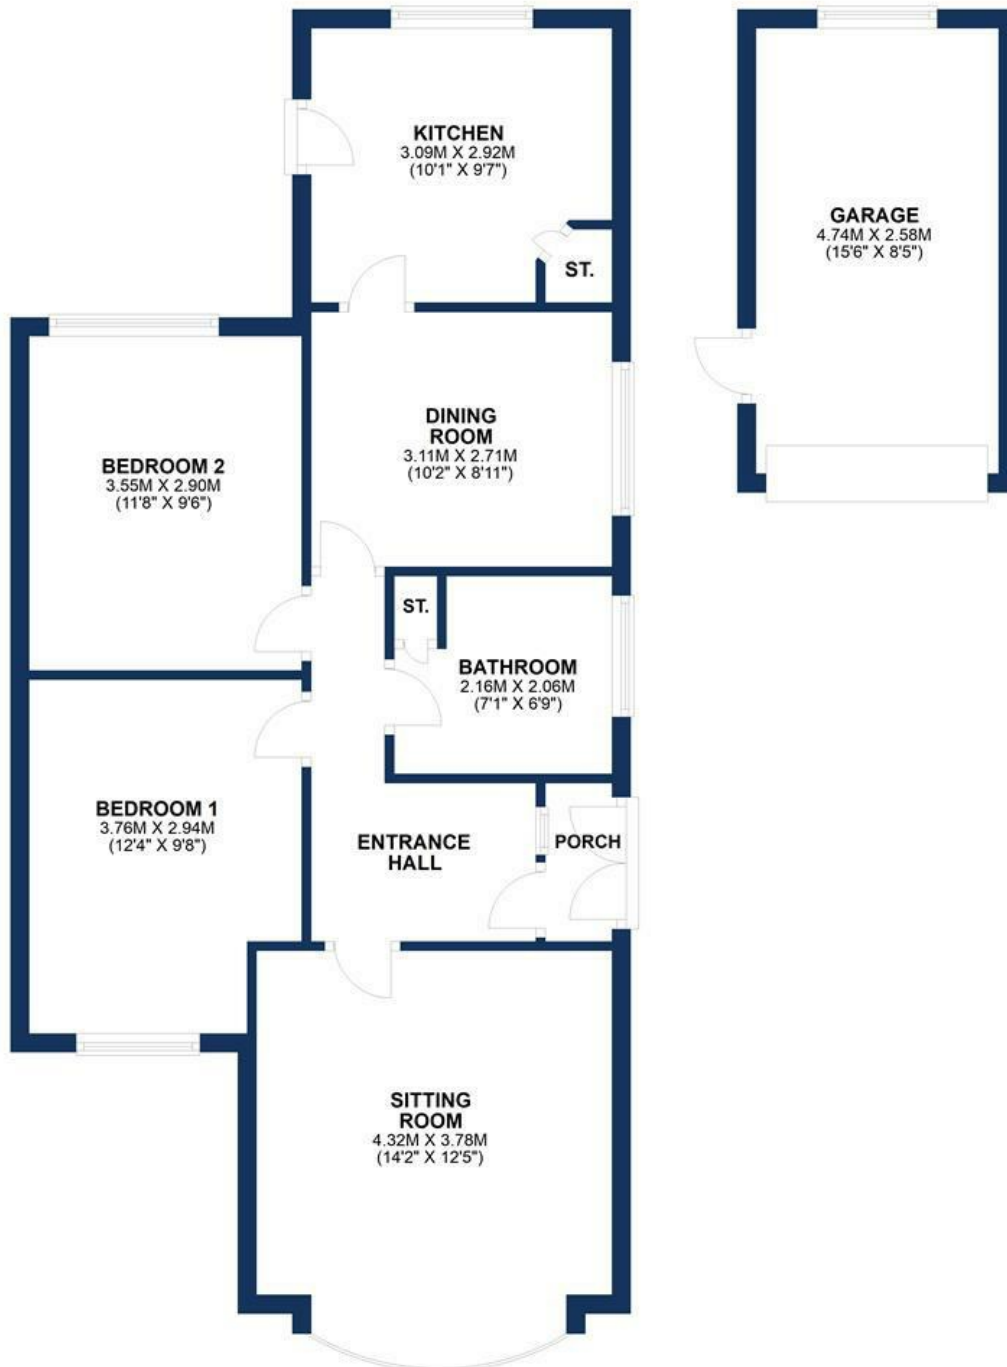 KITCHEN
3.09M X 2.92M
(10'1" X 9'7")
ST.
GARAGE
4.74M X 2.58M
(15'6" X 8'5")
DINING
ROOM
3.11M X 2.71M
(10'2" X 8'11")
BEDROOM 2
3.55M X 2.90M
(11'8" X 9'6")
ST.
BATHROOM
2.16M X 2.06M
(7'1" X 6'9")
BEDROOM 1
3.76M X 2.94M
(12'4" X 9'8")
ENTRANCE
HALL
PORCH
SITTING
ROOM
4.32M X 3.78M
(14'2" X 12'5")